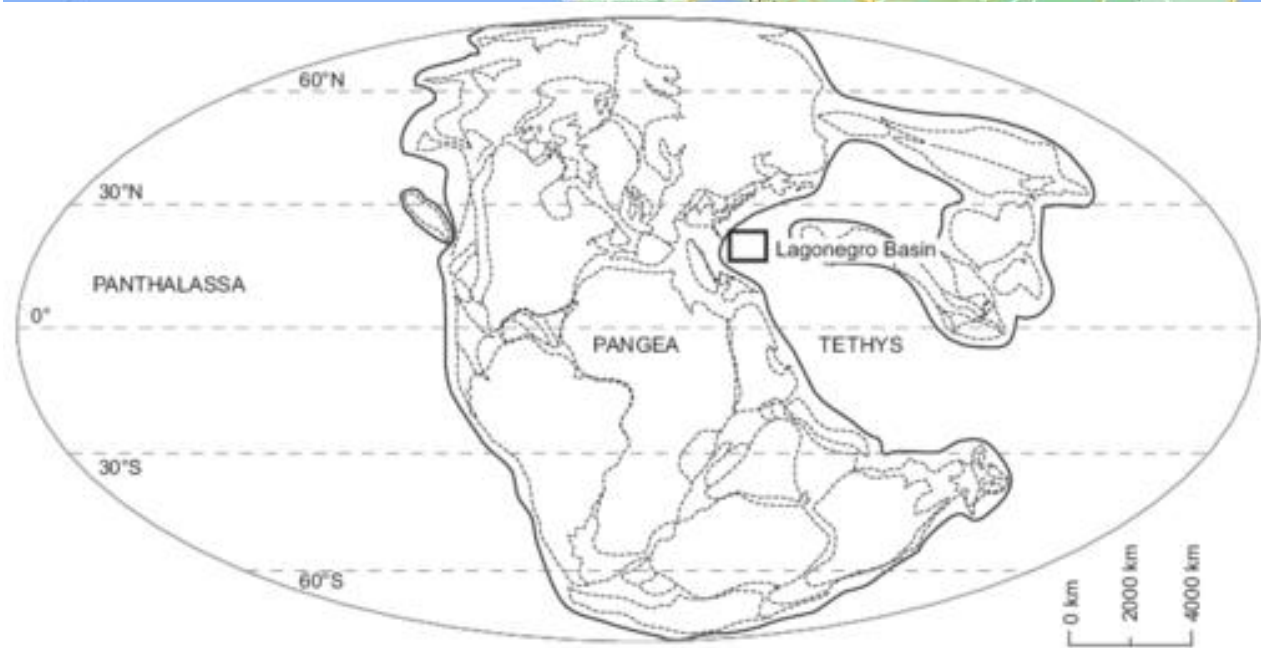 60°N
30°N
Lagonegro Basin
PANTHALASSA
0°
PANGEA
TETHYS
30°S
60°S
0 km
2000 km
4000 km